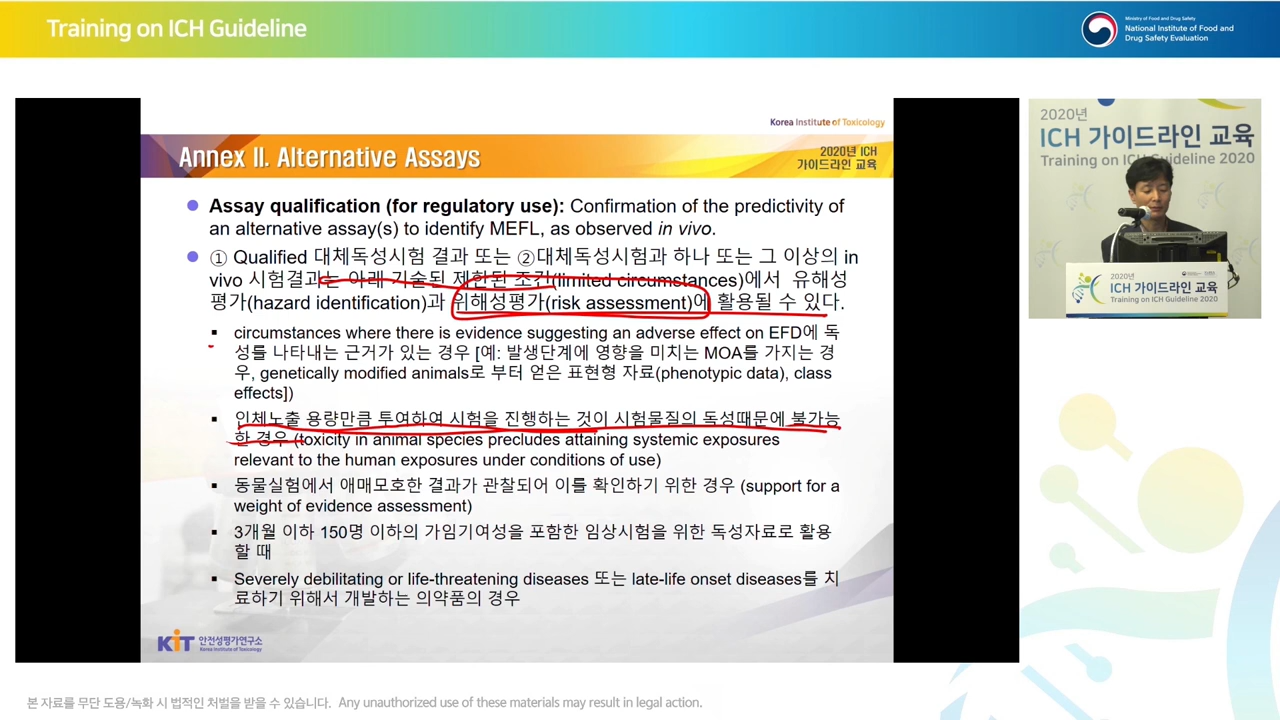 Training on ICH Guideline
Ministry of Food and Drug Safety
National Institute of Food and
Drug Safety Evaluation
Korea Institute of Toxicology
Annex II. Alternative Assays
2020년 ICH
가이드라인 교육
● Assay qualification (for regulatory use): Confirmation of the predictivity of
an alternative assay(s) to identify MEFL, as observed in vivo.
● ① Qualified 대체독성시험 결과 또는 ②대체독성시험과 하나 또는 그 이상의 in
vivo 시험결과는 아래 기술된 제한된 조건(limited circumstances)에서 유해성
평가(hazard identification)과 위해성평가(risk assessment)에 활용될 수 있다.
▪ circumstances where there is evidence suggesting an adverse effect on EFD에 독
성를 나타내는 근거가 있는 경우 [예: 발생단계에 영향을 미치는 MOA를 가지는 경
우, genetically modified animals로 부터 얻은 표현형 자료(phenotypic data), class
effects])
▪ 인체노출 용량만큼 투여하여 시험을 진행하는 것이 시험물질의 독성때문에 불가능
한 경우 (toxicity in animal species precludes attaining systemic exposures
relevant to the human exposures under conditions of use)
▪ 동물실험에서 애매모호한 결과가 관찰되어 이를 확인하기 위한 경우 (support for a
weight of evidence assessment)
▪ 3개월 이하 150명 이하의 가임기여성을 포함한 임상시험을 위한 독성자료로 활용
할 때
▪ Severely debilitating or life-threatening diseases 또는 late-life onset diseases를 치
료하기 위해서 개발하는 의약품의 경우
KIT 안전성평가연구소
Korea Institute of Toxicology
2020년
ICH 가이드라인 교육
Training on ICH Guideline 2020
2020년
ICH 가이드라인 교육
Training on ICH Guideline 2020
본 자료를 무단 도용/녹화 시 법적인 처벌을 받을 수 있습니다. Any unauthorized use of these materials may result in legal action.